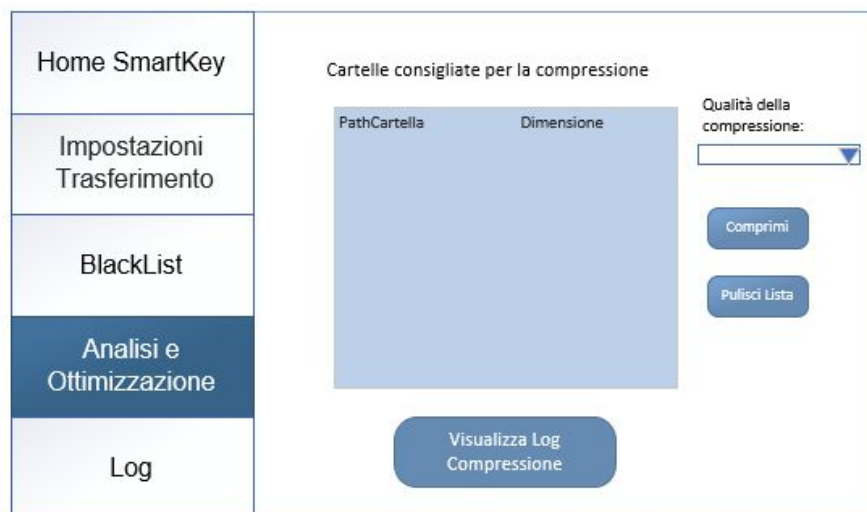 Home SmartKey
Impostazioni
Trasferimento
BlackList
Analisi e
Ottimizzazione
Log
Cartelle consigliate per la compressione
PathCartella Dimensione
Qualità della
compressione:
Comprimi
Pulisci Lista
Visualizza Log
Compressione